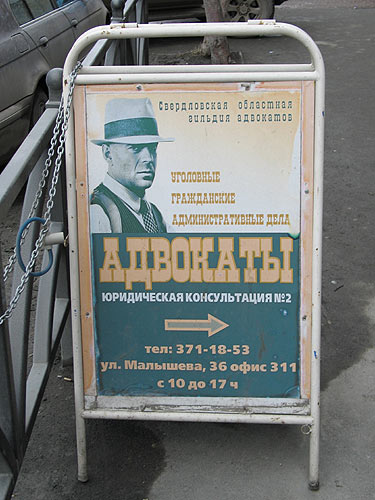 Свердловская областная
гильдия адвокатов
УГОЛОВНЫЕ
ГРАЖДАНСКИЕ
АДМИНИСТРАТИВНЫЕ ДЕЛА
АДВОКАТЫ
ЮРИДИЧЕСКАЯ КОНСУЛЬТАЦИЯ №2
тел: 371-18-53
ул. Малышева, 36 офис 311
с 10 до 17 ч